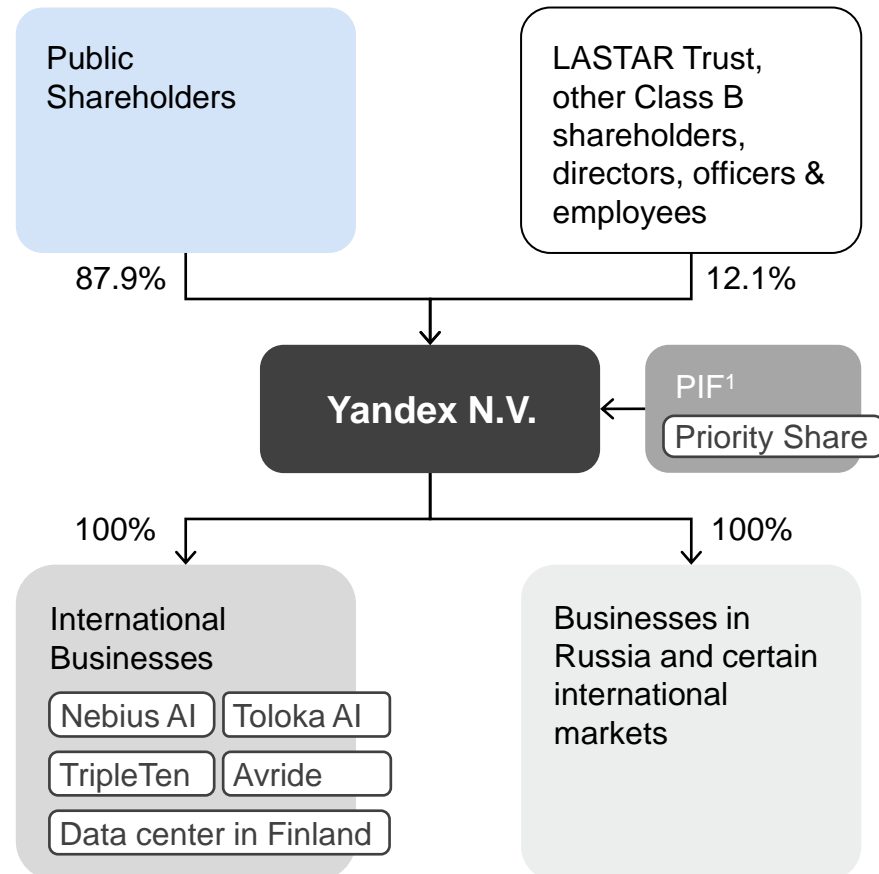 Public
Shareholders
LASTAR Trust,
other Class B
shareholders,
directors, officers &
employees
87.9%
12.1%
Yandex N.V.
PIF¹
Priority Share
100%
100%
International
Businesses
Nebius AI
Toloka AI
TripleTen
Avride
Data center in Finland
Businesses in
Russia and certain
international
markets